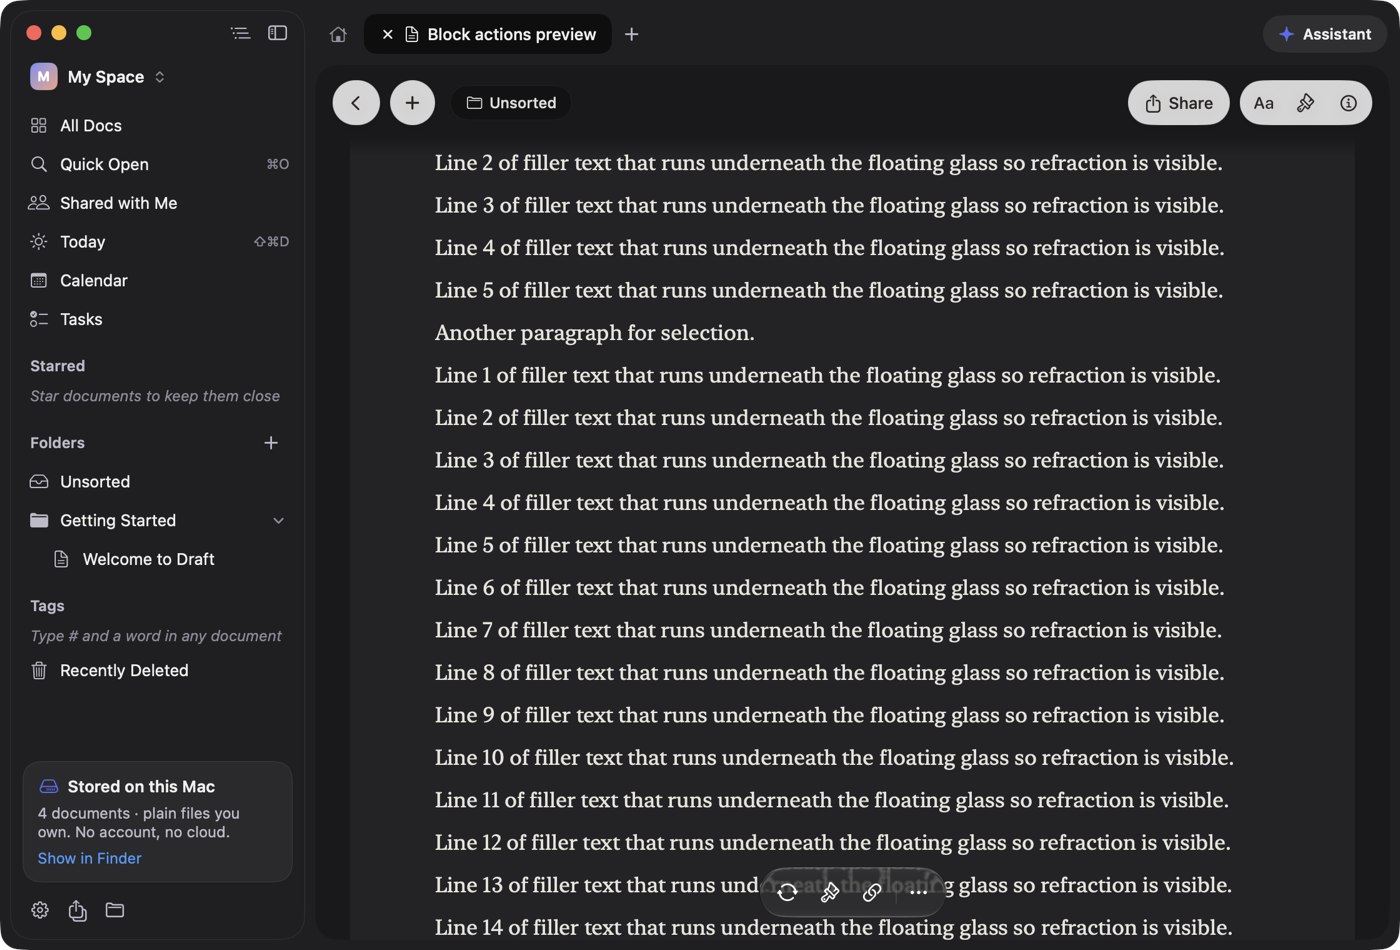 Block actions preview
Assistant
M My Space
All Docs
Quick Open ⌘O
Shared with Me
Today ⇧⌘D
Calendar
Tasks
Starred
Star documents to keep them close
Folders
Unsorted
Getting Started
Welcome to Draft
Tags
Type # and a word in any document
Recently Deleted
Stored on this Mac
4 documents · plain files you
own. No account, no cloud.
Show in Finder
Unsorted
Share
Aa
Line 2 of filler text that runs underneath the floating glass so refraction is visible.
Line 3 of filler text that runs underneath the floating glass so refraction is visible.
Line 4 of filler text that runs underneath the floating glass so refraction is visible.
Line 5 of filler text that runs underneath the floating glass so refraction is visible.
Another paragraph for selection.
Line 1 of filler text that runs underneath the floating glass so refraction is visible.
Line 2 of filler text that runs underneath the floating glass so refraction is visible.
Line 3 of filler text that runs underneath the floating glass so refraction is visible.
Line 4 of filler text that runs underneath the floating glass so refraction is visible.
Line 5 of filler text that runs underneath the floating glass so refraction is visible.
Line 6 of filler text that runs underneath the floating glass so refraction is visible.
Line 7 of filler text that runs underneath the floating glass so refraction is visible.
Line 8 of filler text that runs underneath the floating glass so refraction is visible.
Line 9 of filler text that runs underneath the floating glass so refraction is visible.
Line 10 of filler text that runs underneath the floating glass so refraction is visible.
Line 11 of filler text that runs underneath the floating glass so refraction is visible.
Line 12 of filler text that runs underneath the floating glass so refraction is visible.
Line 13 of filler text that runs underneath the floating glass so refraction is visible.
Line 14 of filler text that runs underneath the floating glass so refraction is visible.